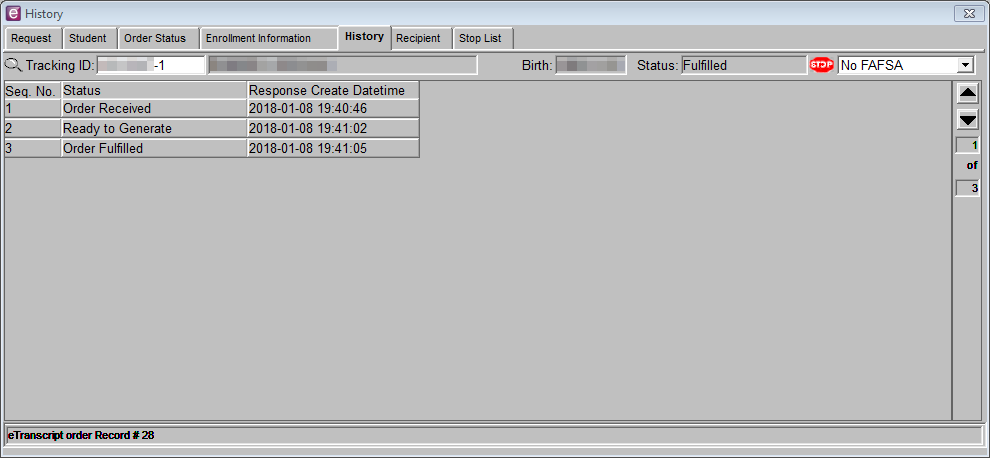 History
Request Student Order Status Enrollment Information History Recipient Stop List
Tracking ID: -1 Birth: Status: Fulfilled STOP No FAFSA
Seq. No. Status Response Create Datetime
1 Order Received 2018-01-08 19:40:46
2 Ready to Generate 2018-01-08 19:41:02
3 Order Fulfilled 2018-01-08 19:41:05
1
of
3
eTranscript order Record # 28